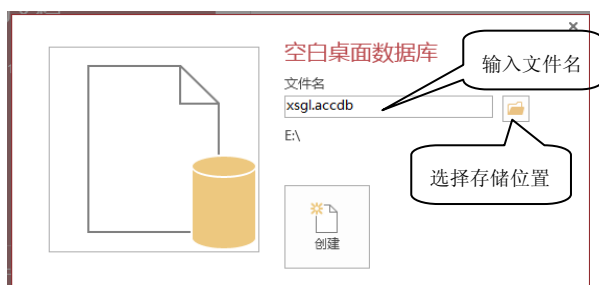 空白桌面数据库
输入文件名
文件名
xsgl.accdb
E:\
选择存储位置
创建